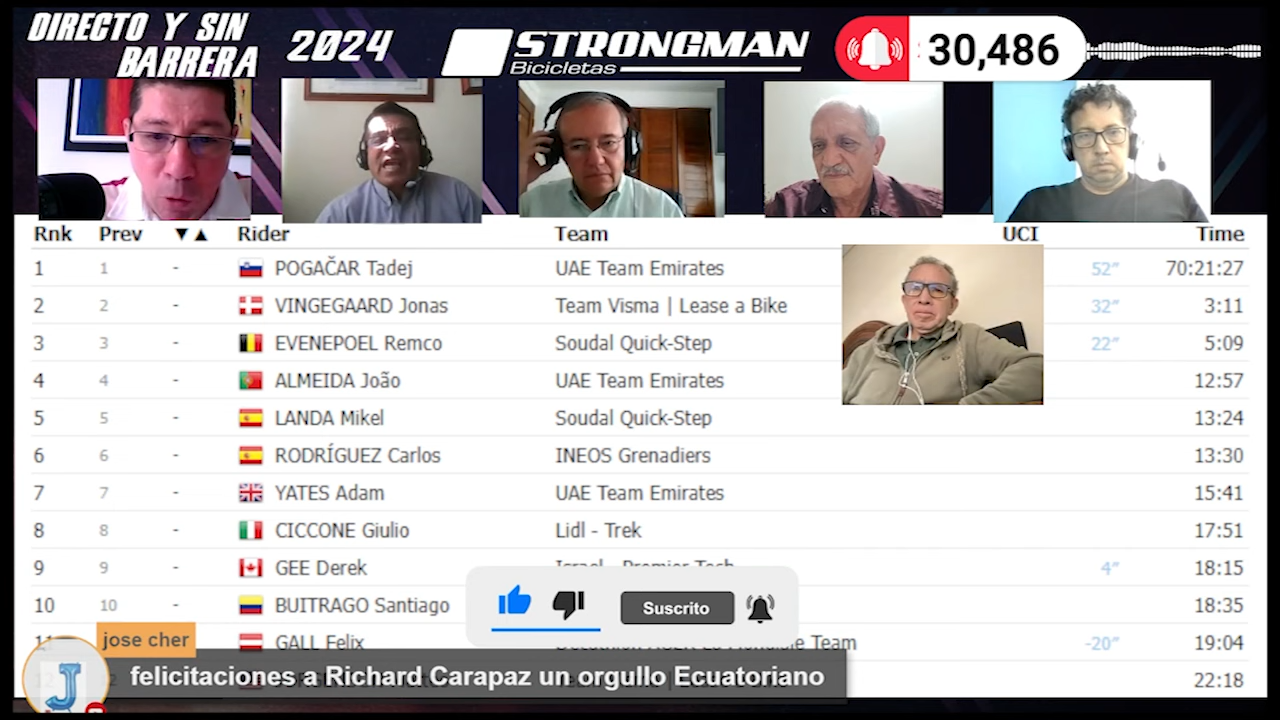 DIRECTO Y SIN BARRERA
2024
STRONGMAN
Bicicletas
30,486
Rnk Prev ▼▲ Rider Team UCI Time
1 1 - POGAČAR Tadej UAE Team Emirates 52″ 70:21:27
2 2 - VINGEGAARD Jonas Team Visma | Lease a Bike 32″ 3:11
3 3 - EVENEPOEL Remco Soudal Quick-Step 22″ 5:09
4 4 - ALMEIDA João UAE Team Emirates 12:57
5 5 - LANDA Mikel Soudal Quick-Step 13:24
6 6 - RODRÍGUEZ Carlos INEOS Grenadiers 13:30
7 7 - YATES Adam UAE Team Emirates 15:41
8 8 - CICCONE Giulio Lidl - Trek 17:51
9 9 - GEE Derek Israel - Premier Tech 4″ 18:15
10 10 - BUITRAGO Santiago 18:35
Suscrito
11 GALL Felix Team -20″ 19:04
jose cher
J
felicitaciones a Richard Carapaz un orgullo Ecuatoriano
22:18